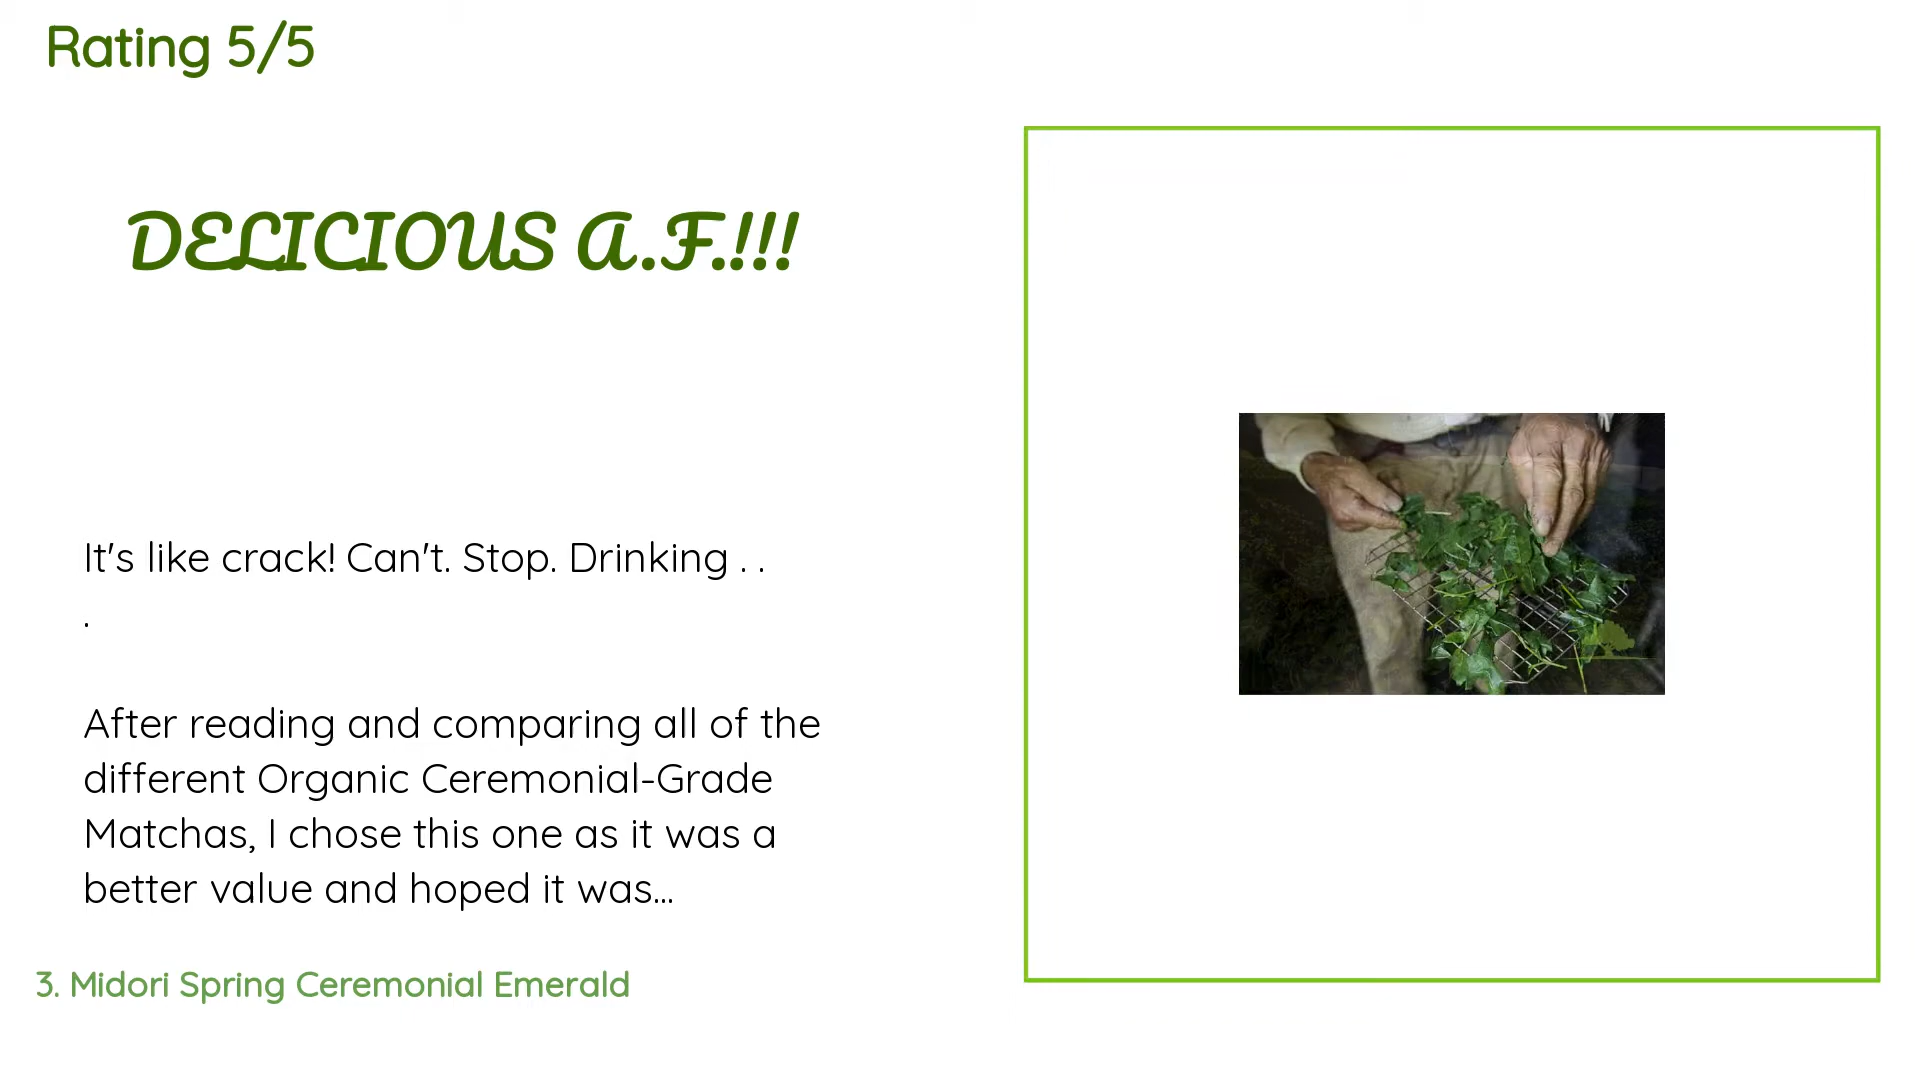 Rating 5/5
DELICIOUS A.F.!!!
It's like crack! Can't. Stop. Drinking . .
.
After reading and comparing all of the
different Organic Ceremonial-Grade
Matchas, I chose this one as it was a
better value and hoped it was...
3. Midori Spring Ceremonial Emerald